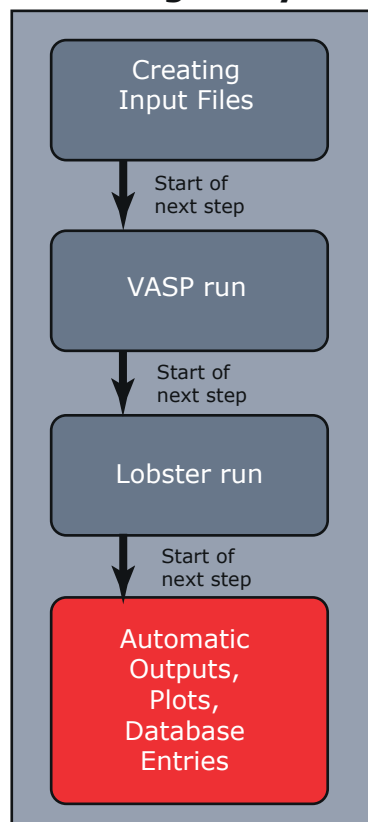 Creating
Input Files
Start of
next step
VASP run
Start of
next step
Lobster run
Start of
next step
Automatic
Outputs,
Plots,
Database
Entries